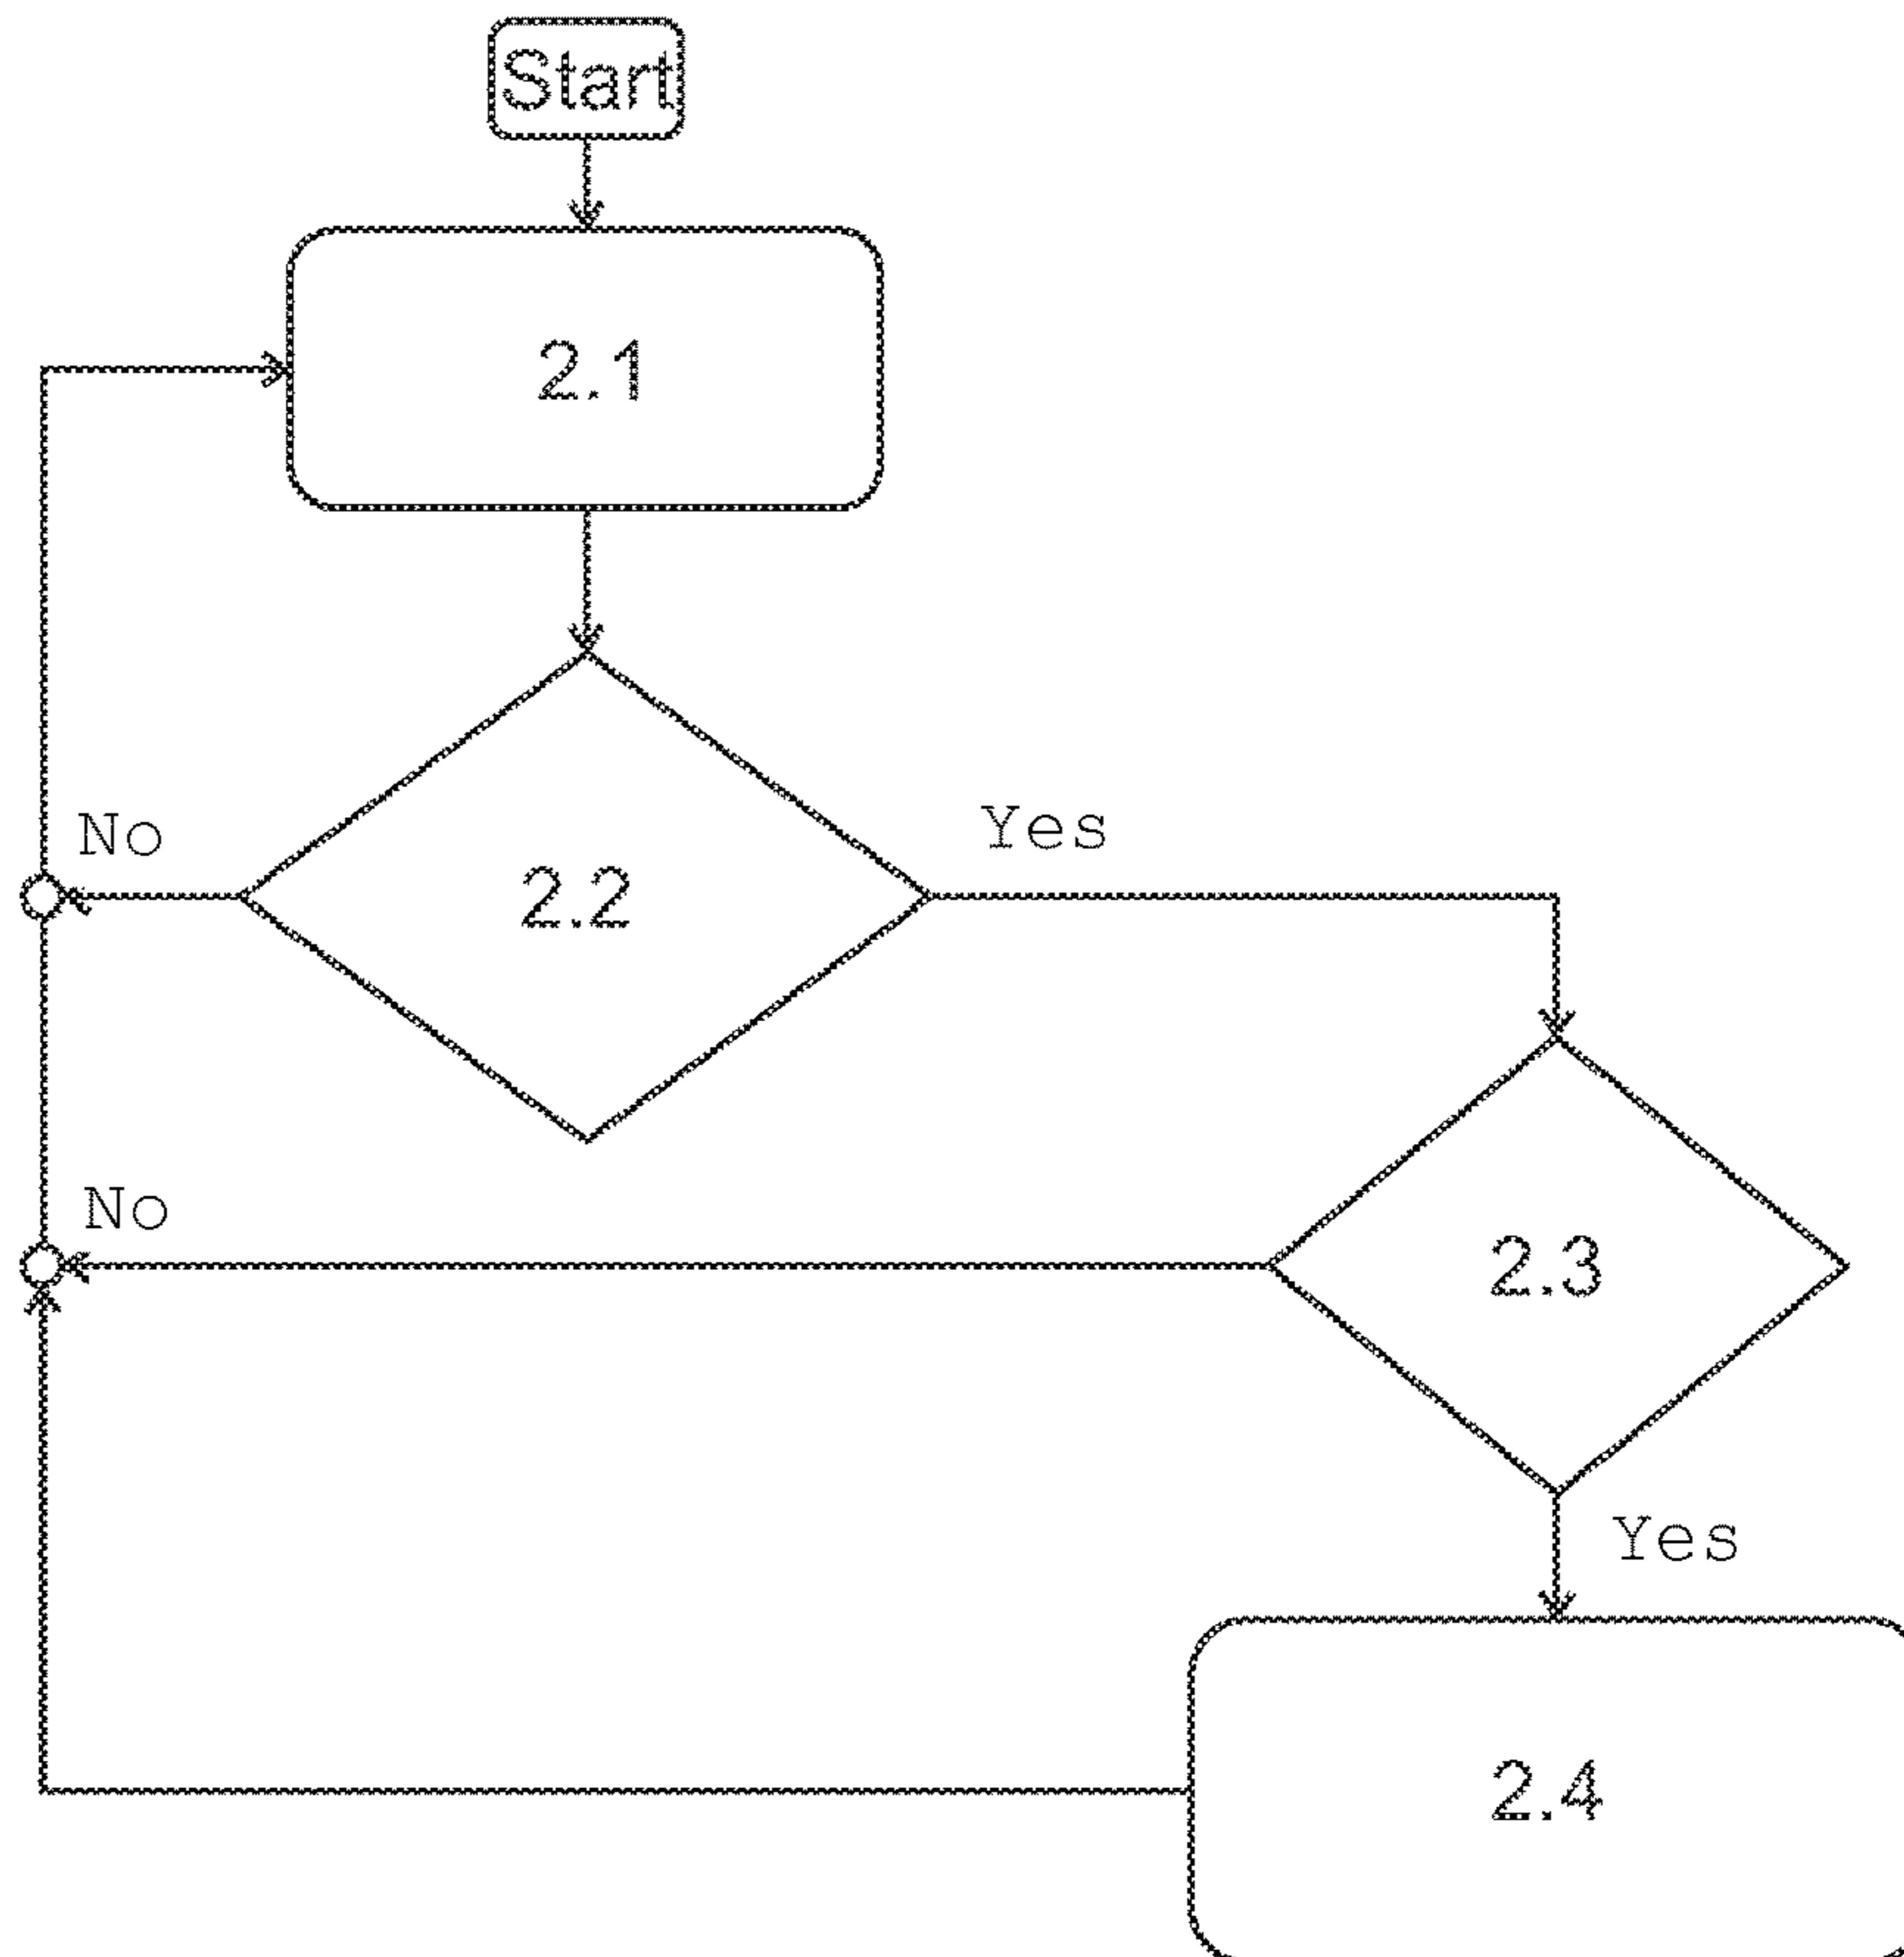 Start
2.1
No
Yes
2.2
No
2.3
Yes
2.4